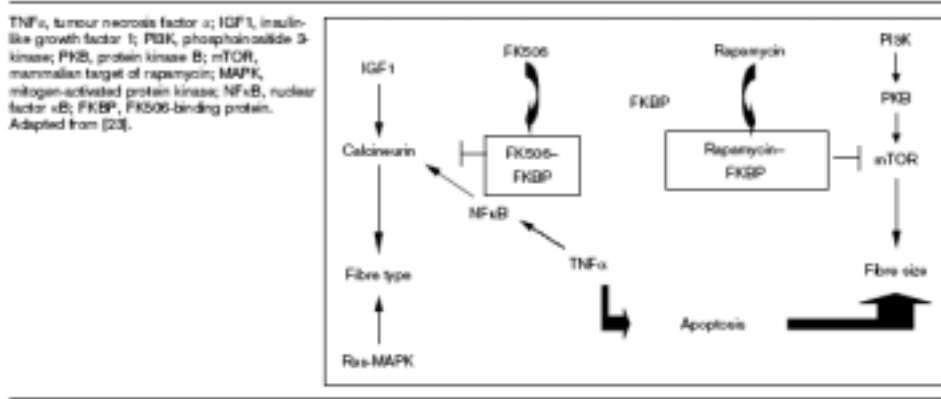 TNFα, tumour necrosis factor α; IGF1, insulin-
like growth factor 1; PI3K, phosphoinositide 3-
kinase; PKB, protein kinase B; mTOR,
mammalian target of rapamycin; MAPK,
mitogen-activated protein kinase; NFκB, nuclear
factor κB; FKBP, FK506-binding protein.
Adapted from [23].
FK506
Rapamycin
PI3K
IGF1
FKBP
PKB
Calcineurin
FK506–
FKBP
Rapamycin–
FKBP
mTOR
NFκB
TNFα
Fibre type
Fibre size
Apoptosis
Ras-MAPK